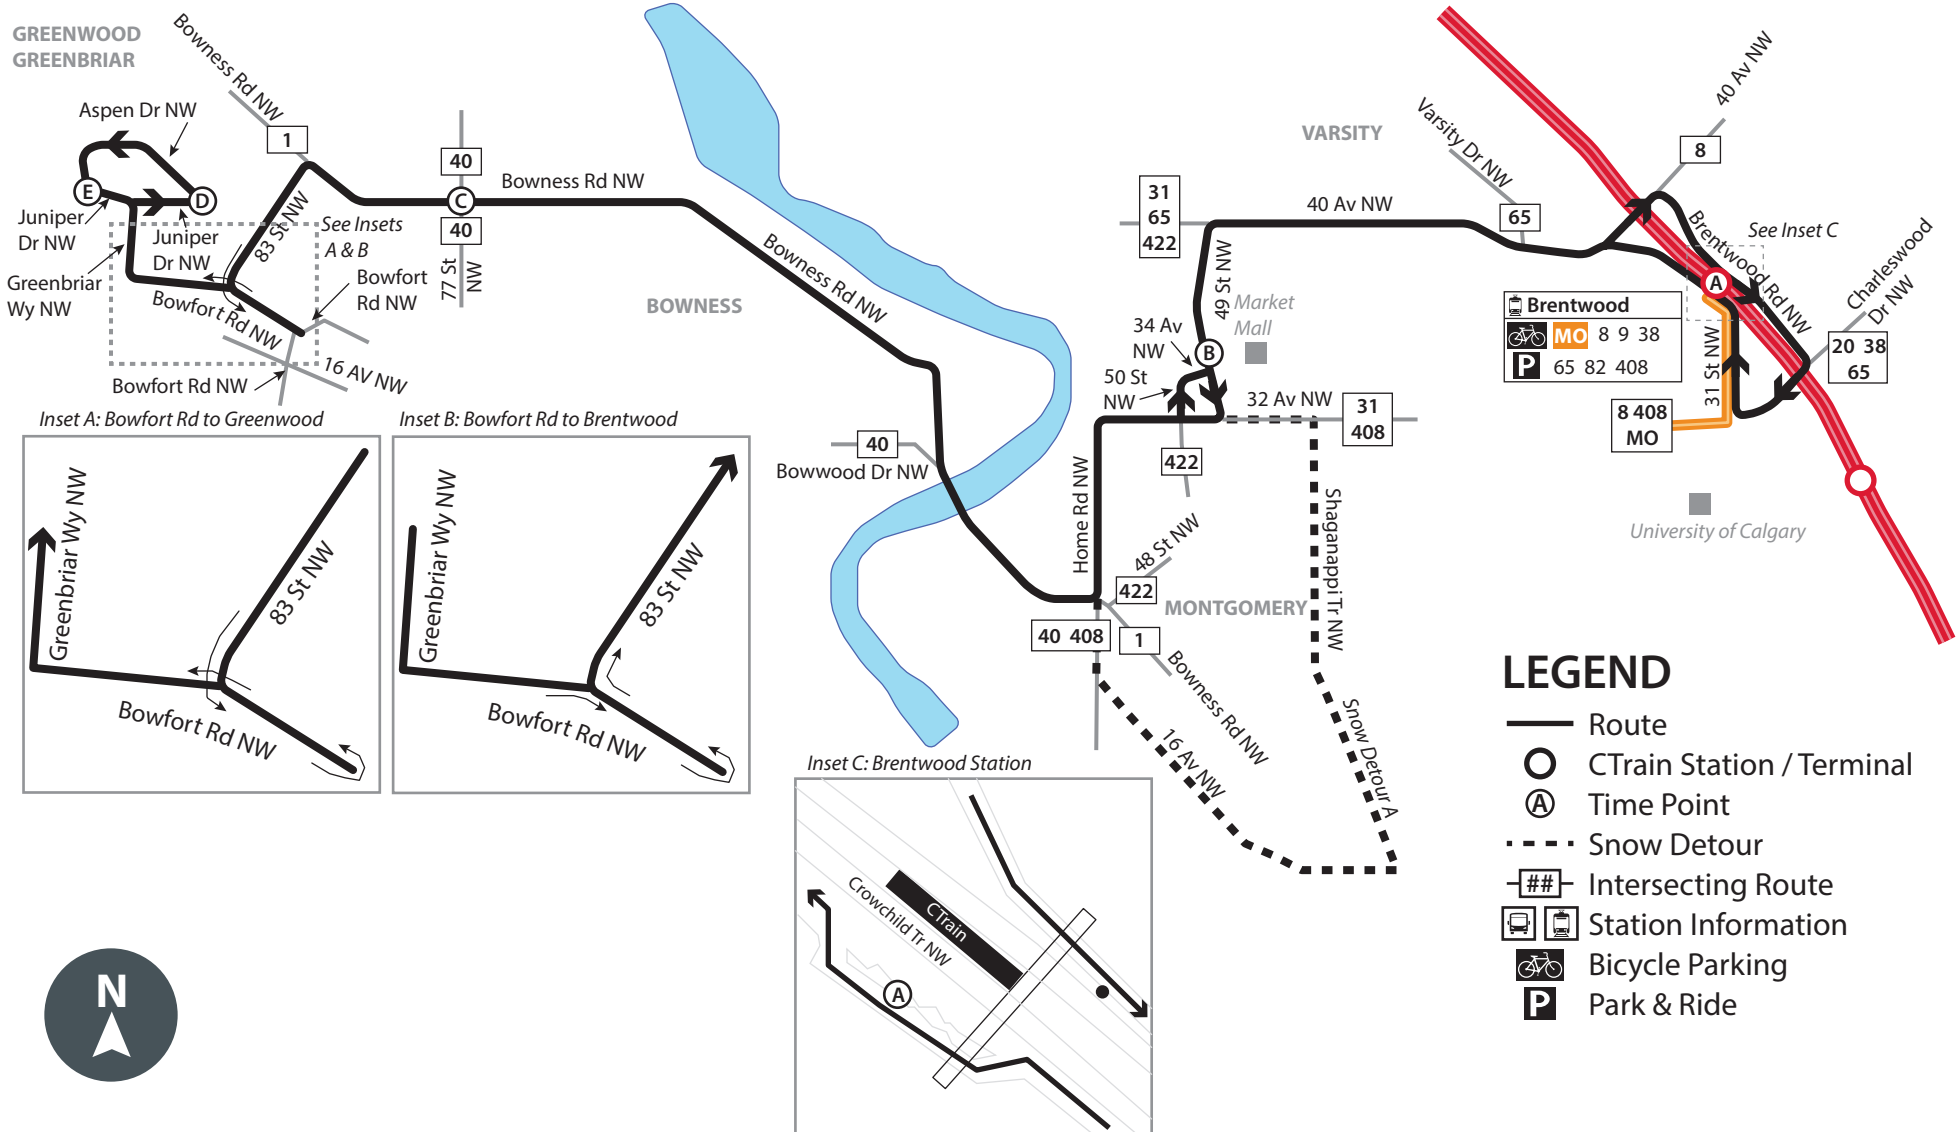 GREENWOOD
GREENBRIAR
Bowness Rd NW
Aspen Dr NW
1
E
D
Juniper
Dr NW
Juniper
Dr NW
Greenbriar
Wy NW
83 St NW
Bowfort Rd NW
See Insets
A & B
Bowfort
Rd NW
16 AV NW
Bowfort Rd NW
40
C
40
77 St
NW
Bowness Rd NW
Bowness Rd NW
BOWNESS
40
Bowwood Dr NW
VARSITY
31
65
422
40 Av NW
49 St NW
Market
Mall
34 Av
NW
B
50 St
NW
32 Av NW
31
408
422
Home Rd NW
48 St NW
422
MONTGOMERY
40 408
1
Bowness Rd NW
16 Av NW
Shaganappi Tr NW
Snow Detour A
Varsity Dr NW
65
40 Av NW
8
Brentwood Rd NW
See Inset C
A
Charleswood
Dr NW
20 38
65
31 St NW
8 408
MO
Brentwood
MO 8 9 38
P 65 82 408
University of Calgary
Inset A: Bowfort Rd to Greenwood
Greenbriar Wy NW
83 St NW
Bowfort Rd NW
Inset B: Bowfort Rd to Brentwood
Greenbriar Wy NW
83 St NW
Bowfort Rd NW
Inset C: Brentwood Station
CTrain
Crowchild Tr NW
A
LEGEND
Route
CTrain Station / Terminal
A Time Point
Snow Detour
## Intersecting Route
Station Information
Bicycle Parking
P Park & Ride
N